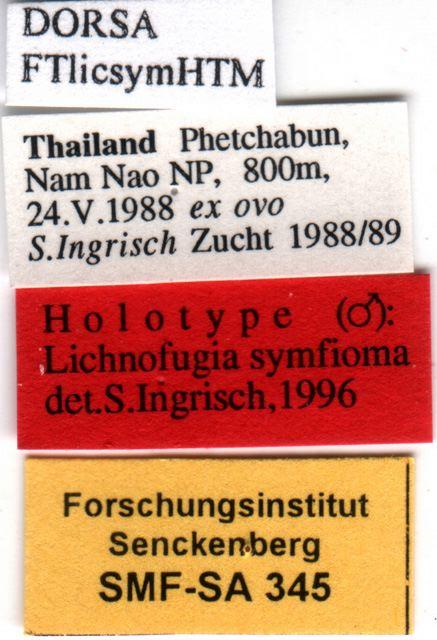 DORSA
FTlicsymHTM
Thailand Phetchabun,
Nam Nao NP, 800m,
24.V.1988 ex ovo
S.Ingrisch Zucht 1988/89
Holotype (♂):
Lichnofugia symfioma
det.S.Ingrisch,1996
Forschungsinstitut
Senckenberg
SMF-SA 345